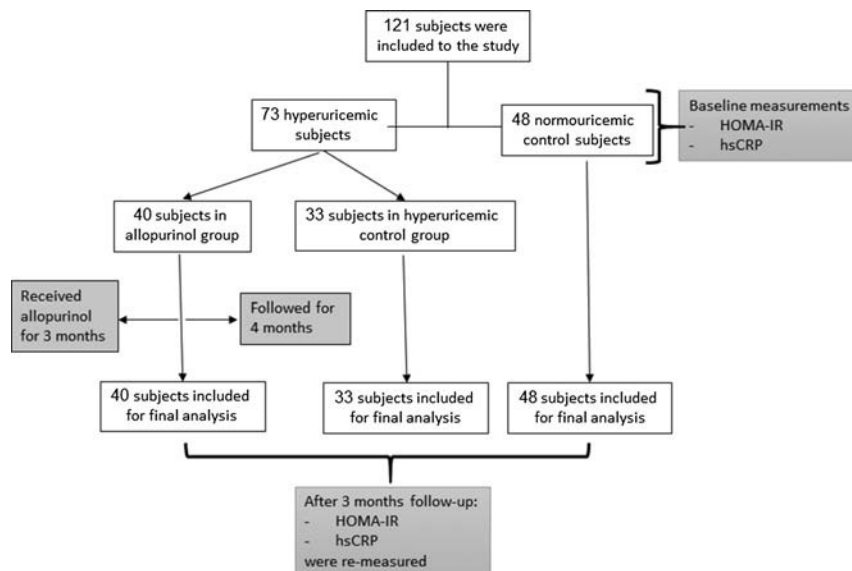 121 subjects were
included to the study
73 hyperuricemic
subjects
48 normouricemic
control subjects
Baseline measurements
- HOMA-IR
- hsCRP
40 subjects in
allopurinol group
33 subjects in hyperuricemic
control group
Received
allopurinol
for 3 months
Followed for
4 months
40 subjects included
for final analysis
33 subjects included
for final analysis
48 subjects included
for final analysis
After 3 months follow-up:
- HOMA-IR
- hsCRP
were re-measured